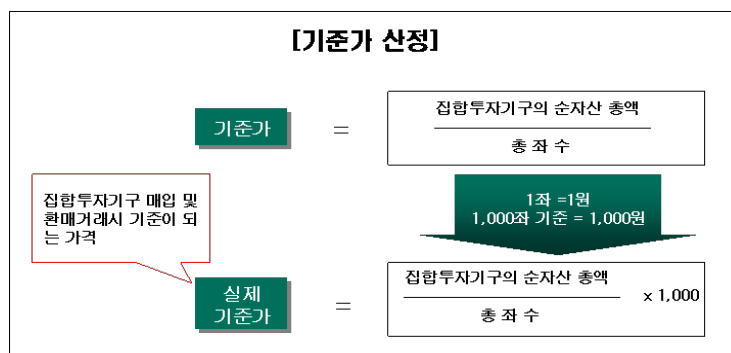 [기준가 산정]
기준가
=
집합투자기구의 순자산 총액
총 좌 수
집합투자기구 매입 및
환매거래시 기준이 되
는 가격
1좌 =1원
1,000좌 기준 = 1,000원
실제
기준가
=
집합투자기구의 순자산 총액
총 좌 수
x 1,000